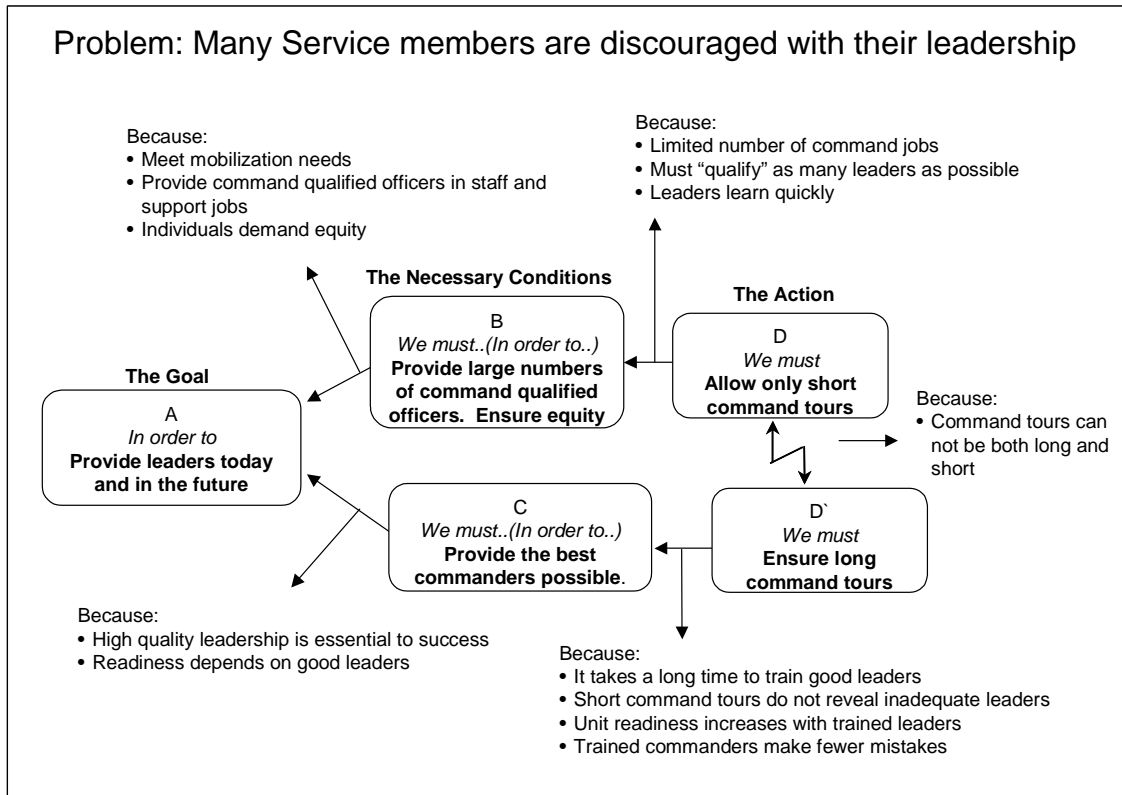 Problem: Many Service members are discouraged with their leadership
Because:
• Meet mobilization needs
• Provide command qualified officers in staff and
support jobs
• Individuals demand equity
Because:
• Limited number of command jobs
• Must “qualify” as many leaders as possible
• Leaders learn quickly
The Necessary Conditions
B
We must..(In order to..)
Provide large numbers
of command qualified
officers.  Ensure equity
The Action
D
We must
Allow only short
command tours
The Goal
A
In order to
Provide leaders today
and in the future
Because:
• Command tours can
not be both long and
short
C
We must..(In order to..)
Provide the best
commanders possible.
D`
We must
Ensure long
command tours
Because:
• High quality leadership is essential to success
• Readiness depends on good leaders
Because:
• It takes a long time to train good leaders
• Short command tours do not reveal inadequate leaders
• Unit readiness increases with trained leaders
• Trained commanders make fewer mistakes